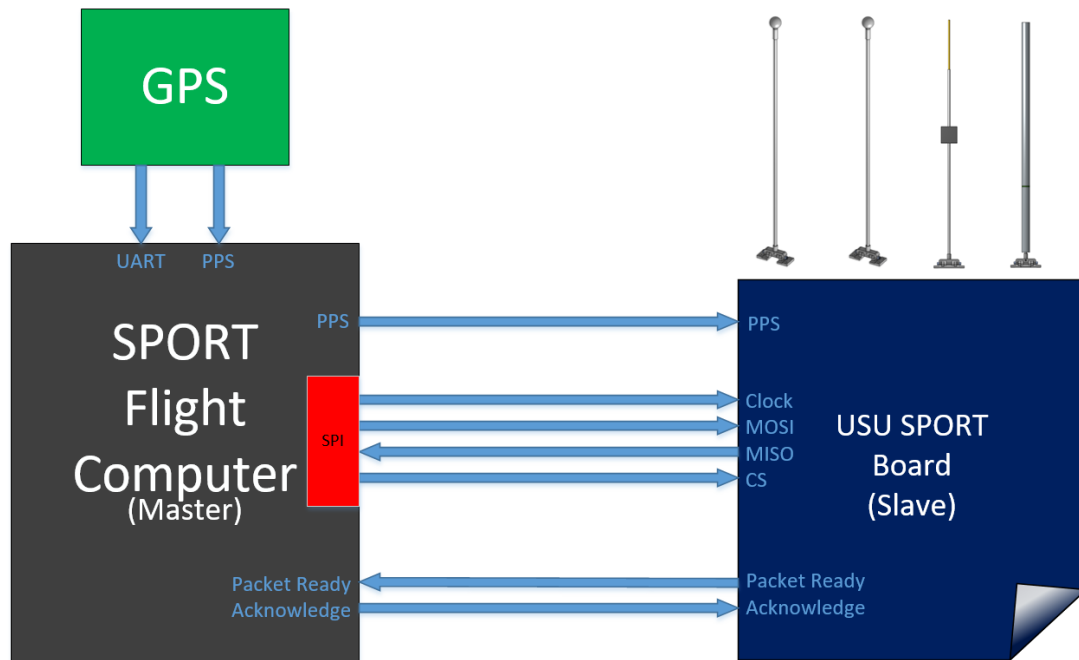 GPS
UART PPS
SPORT
Flight
Computer
(Master)
PPS
SPI
Packet Ready
Acknowledge
PPS
Clock
MOSI
MISO
CS
USU SPORT
Board
(Slave)
Packet Ready
Acknowledge